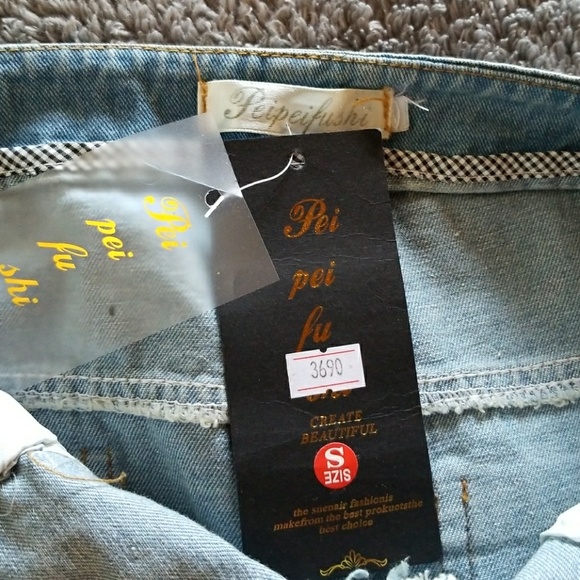 Peipeifushi
Pei
pei
fu
shi
Pei
pei
fu
3690
CREATE
BEAUTIFUL
SIZE
S
the suenair fashionis
makefrom the best prokuetsthe
best choice